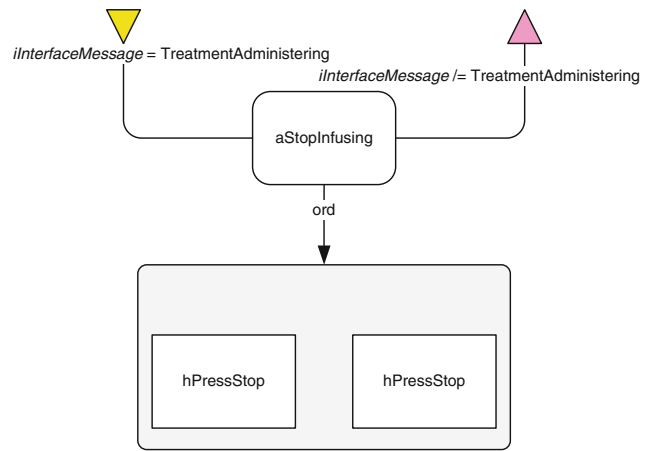 iInterfaceMessage = TreatmentAdministering
iInterfaceMessage /= TreatmentAdministering
aStopInfusing
ord
hPressStop
hPressStop